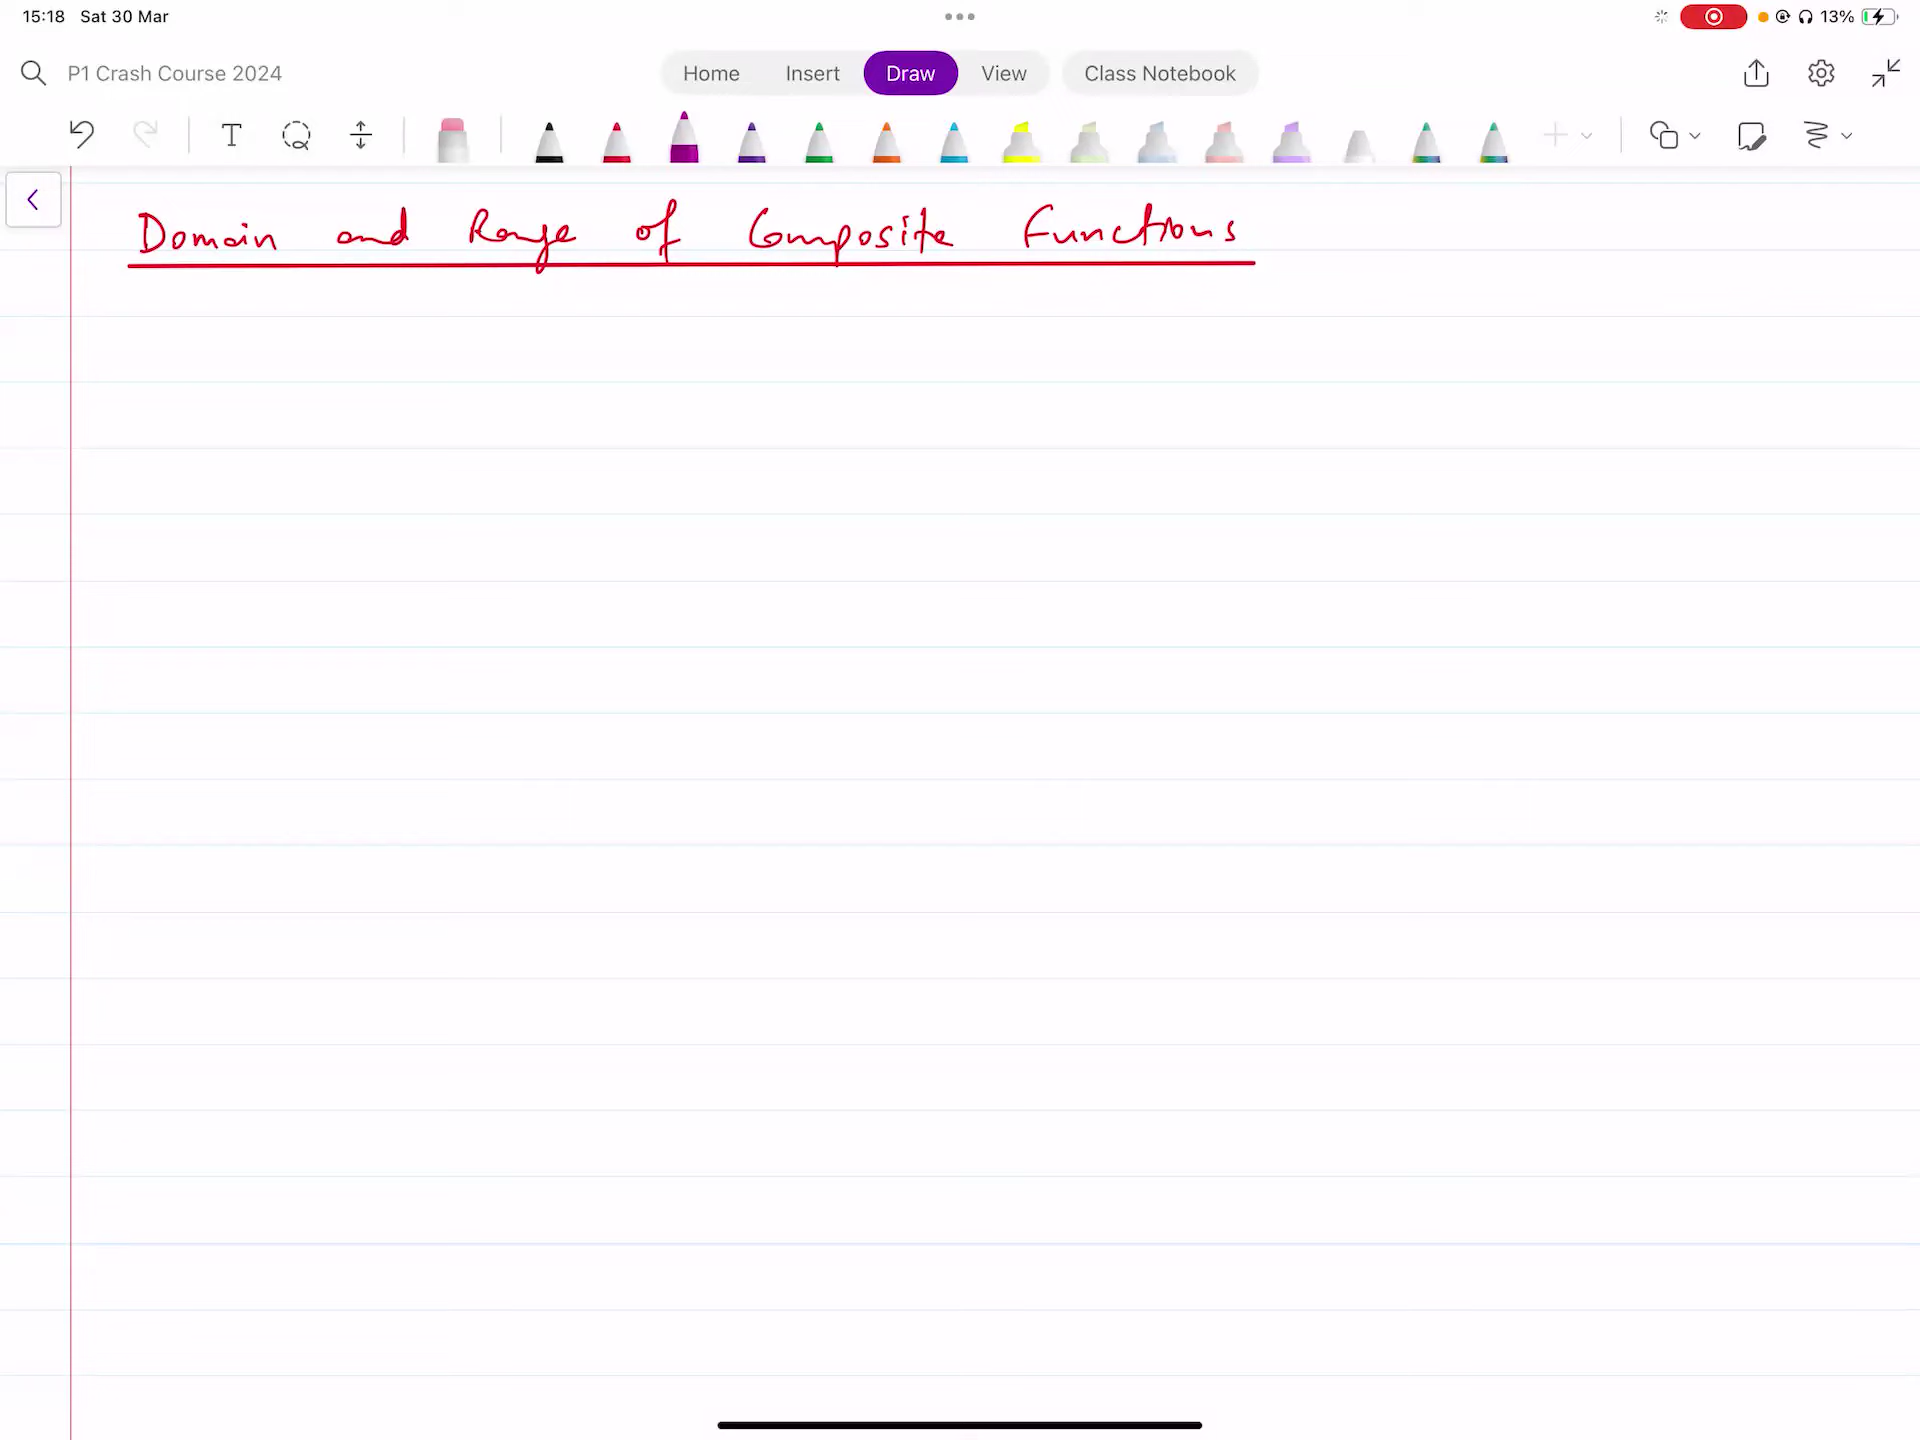 15:18 Sat 30 Mar
13%
P1 Crash Course 2024
Home Insert Draw View Class Notebook
T
Domain and Range of Composite Functions